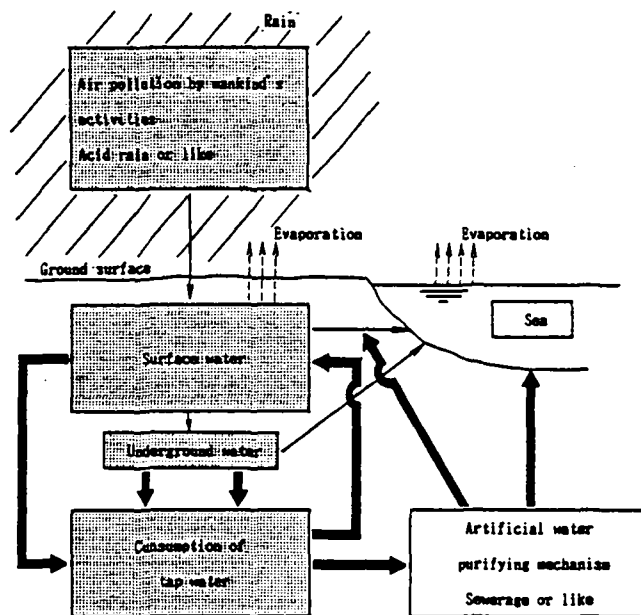 Rain
Air pollution by mankind's
activities
Acid rain or like
Evaporation
Evaporation
Ground surface
Sea
Surface water
Underground water
Consumption of
tap water
Artificial water
purifying mechanism
Sewerage or like